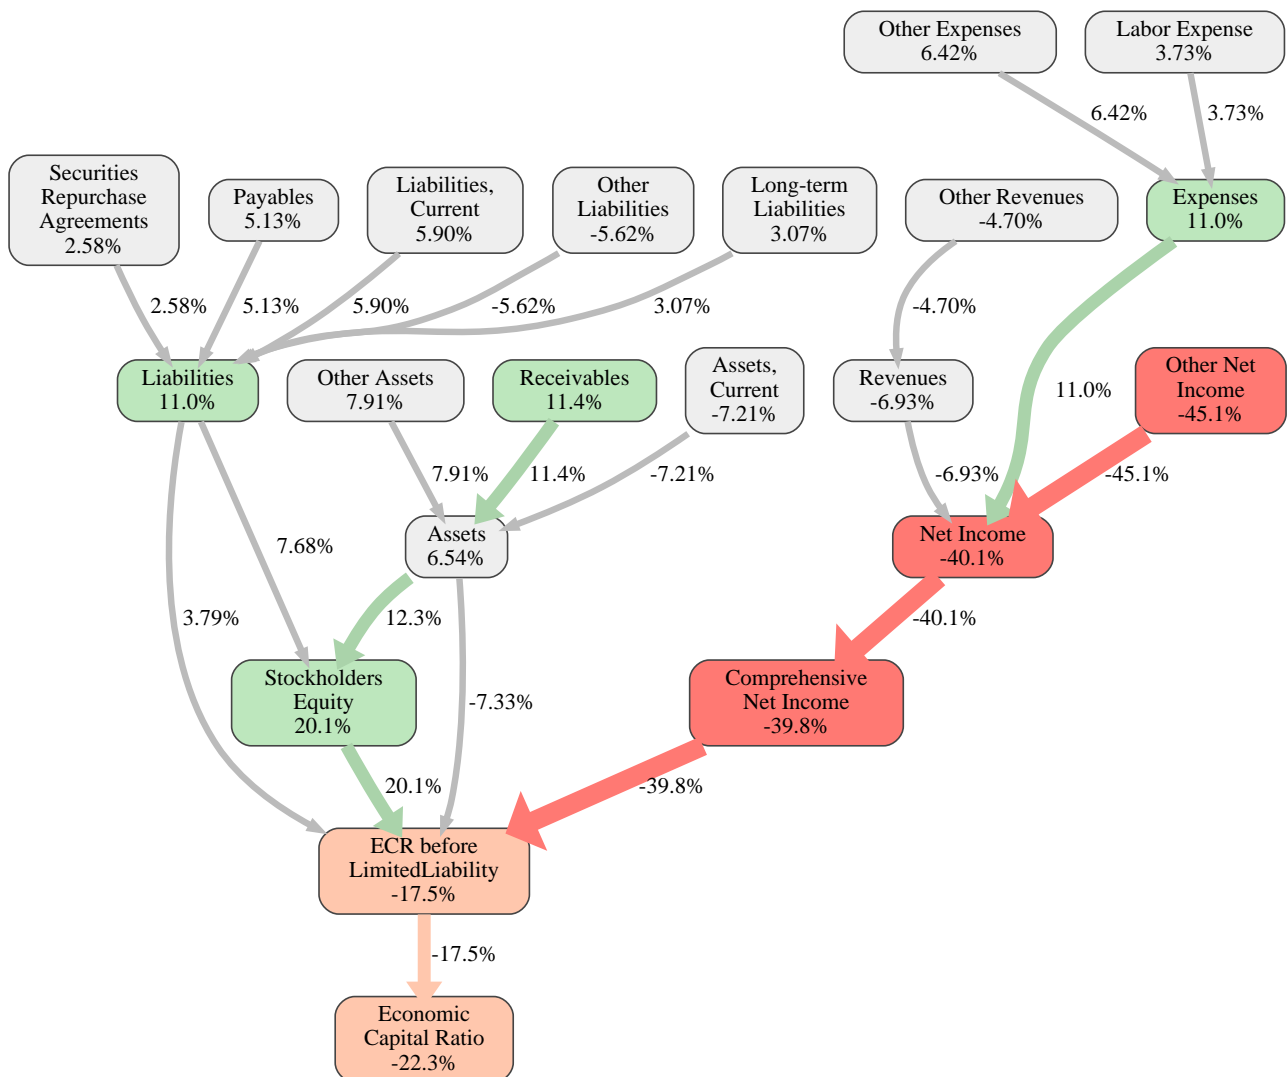 Other Expenses
6.42%
Labor Expense
3.73%
6.42%
3.73%
Securities
Repurchase
Agreements
2.58%
Payables
5.13%
Liabilities,
Current
5.90%
Other
Liabilities
-5.62%
Long-term
Liabilities
3.07%
Other Revenues
-4.70%
Expenses
11.0%
2.58%
5.13%
5.90%
-5.62%
3.07%
-4.70%
Liabilities
11.0%
Other Assets
7.91%
Receivables
11.4%
Assets,
Current
-7.21%
Revenues
-6.93%
11.0%
Other Net
Income
-45.1%
7.91%
11.4%
-7.21%
-6.93%
-45.1%
7.68%
Assets
6.54%
Net Income
-40.1%
3.79%
12.3%
-40.1%
Stockholders
Equity
20.1%
-7.33%
Comprehensive
Net Income
-39.8%
20.1%
-39.8%
ECR before
LimitedLiability
-17.5%
-17.5%
Economic
Capital Ratio
-22.3%